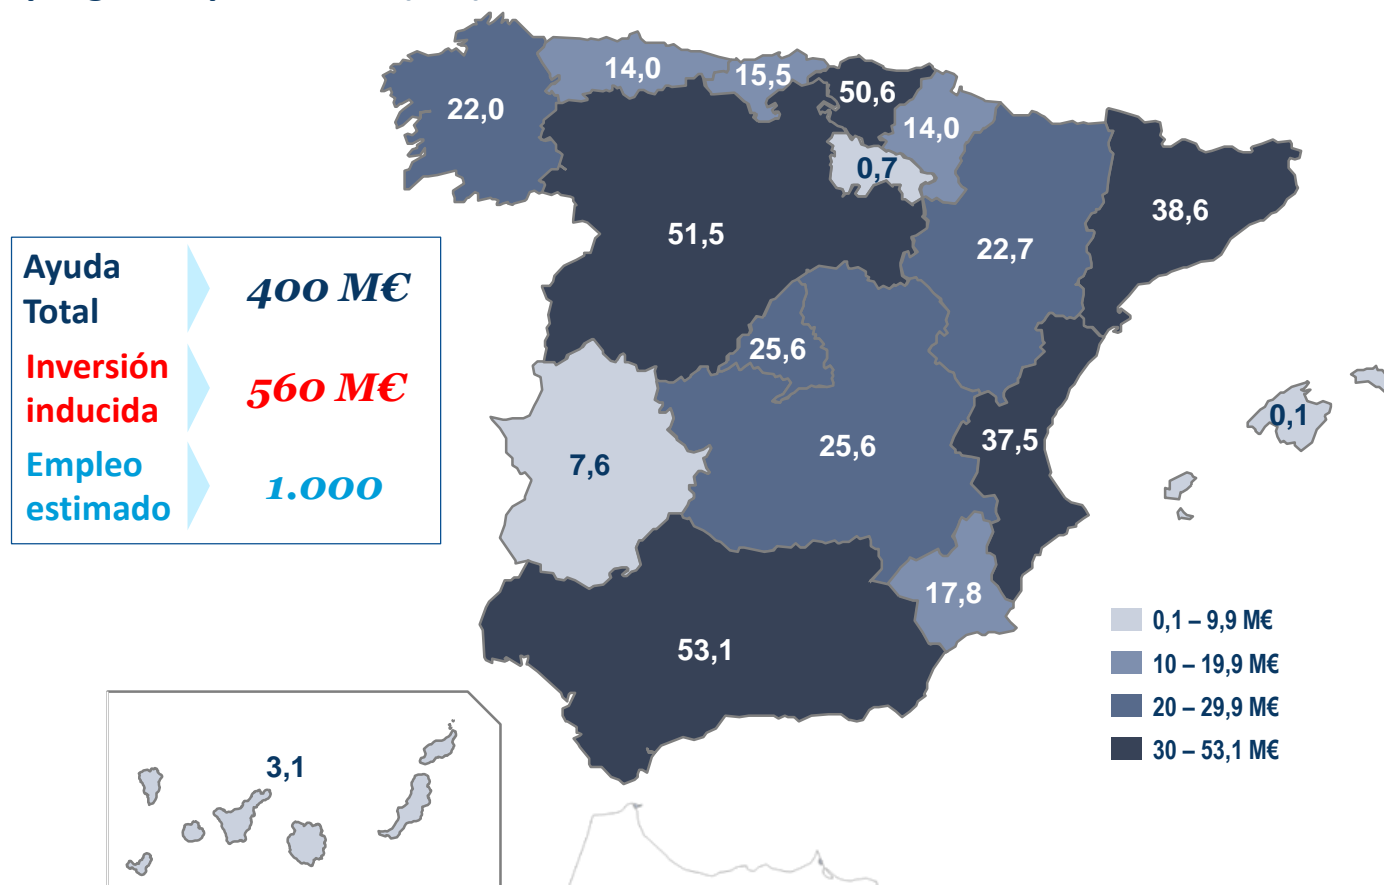 14,0
15,5
50,6
22,0
14,0
0,7
38,6
51,5
22,7
Ayuda
Total
400 M€
Inversión
inducida
560 M€
Empleo
estimado
1.000
25,6
0,1
37,5
25,6
7,6
17,8
53,1
0,1 – 9,9 M€
10 – 19,9 M€
20 – 29,9 M€
30 – 53,1 M€
3,1